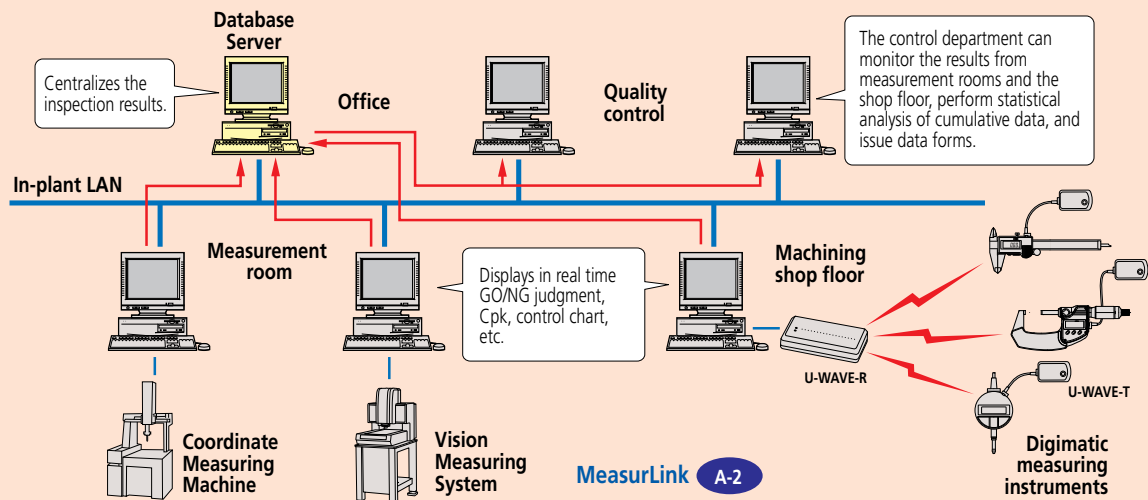 Database
Server
Centralizes the
inspection results.
Office
Quality
control
The control department can
monitor the results from
measurement rooms and the
shop floor, perform statistical
analysis of cumulative data, and
issue data forms.
In-plant LAN
Measurement
room
Displays in real time
GO/NG judgment,
Cpk, control chart,
etc.
Machining
shop floor
U-WAVE-R
U-WAVE-T
Coordinate
Measuring
Machine
Vision
Measuring
System
MeasurLink A-2
Digimatic
measuring
instruments